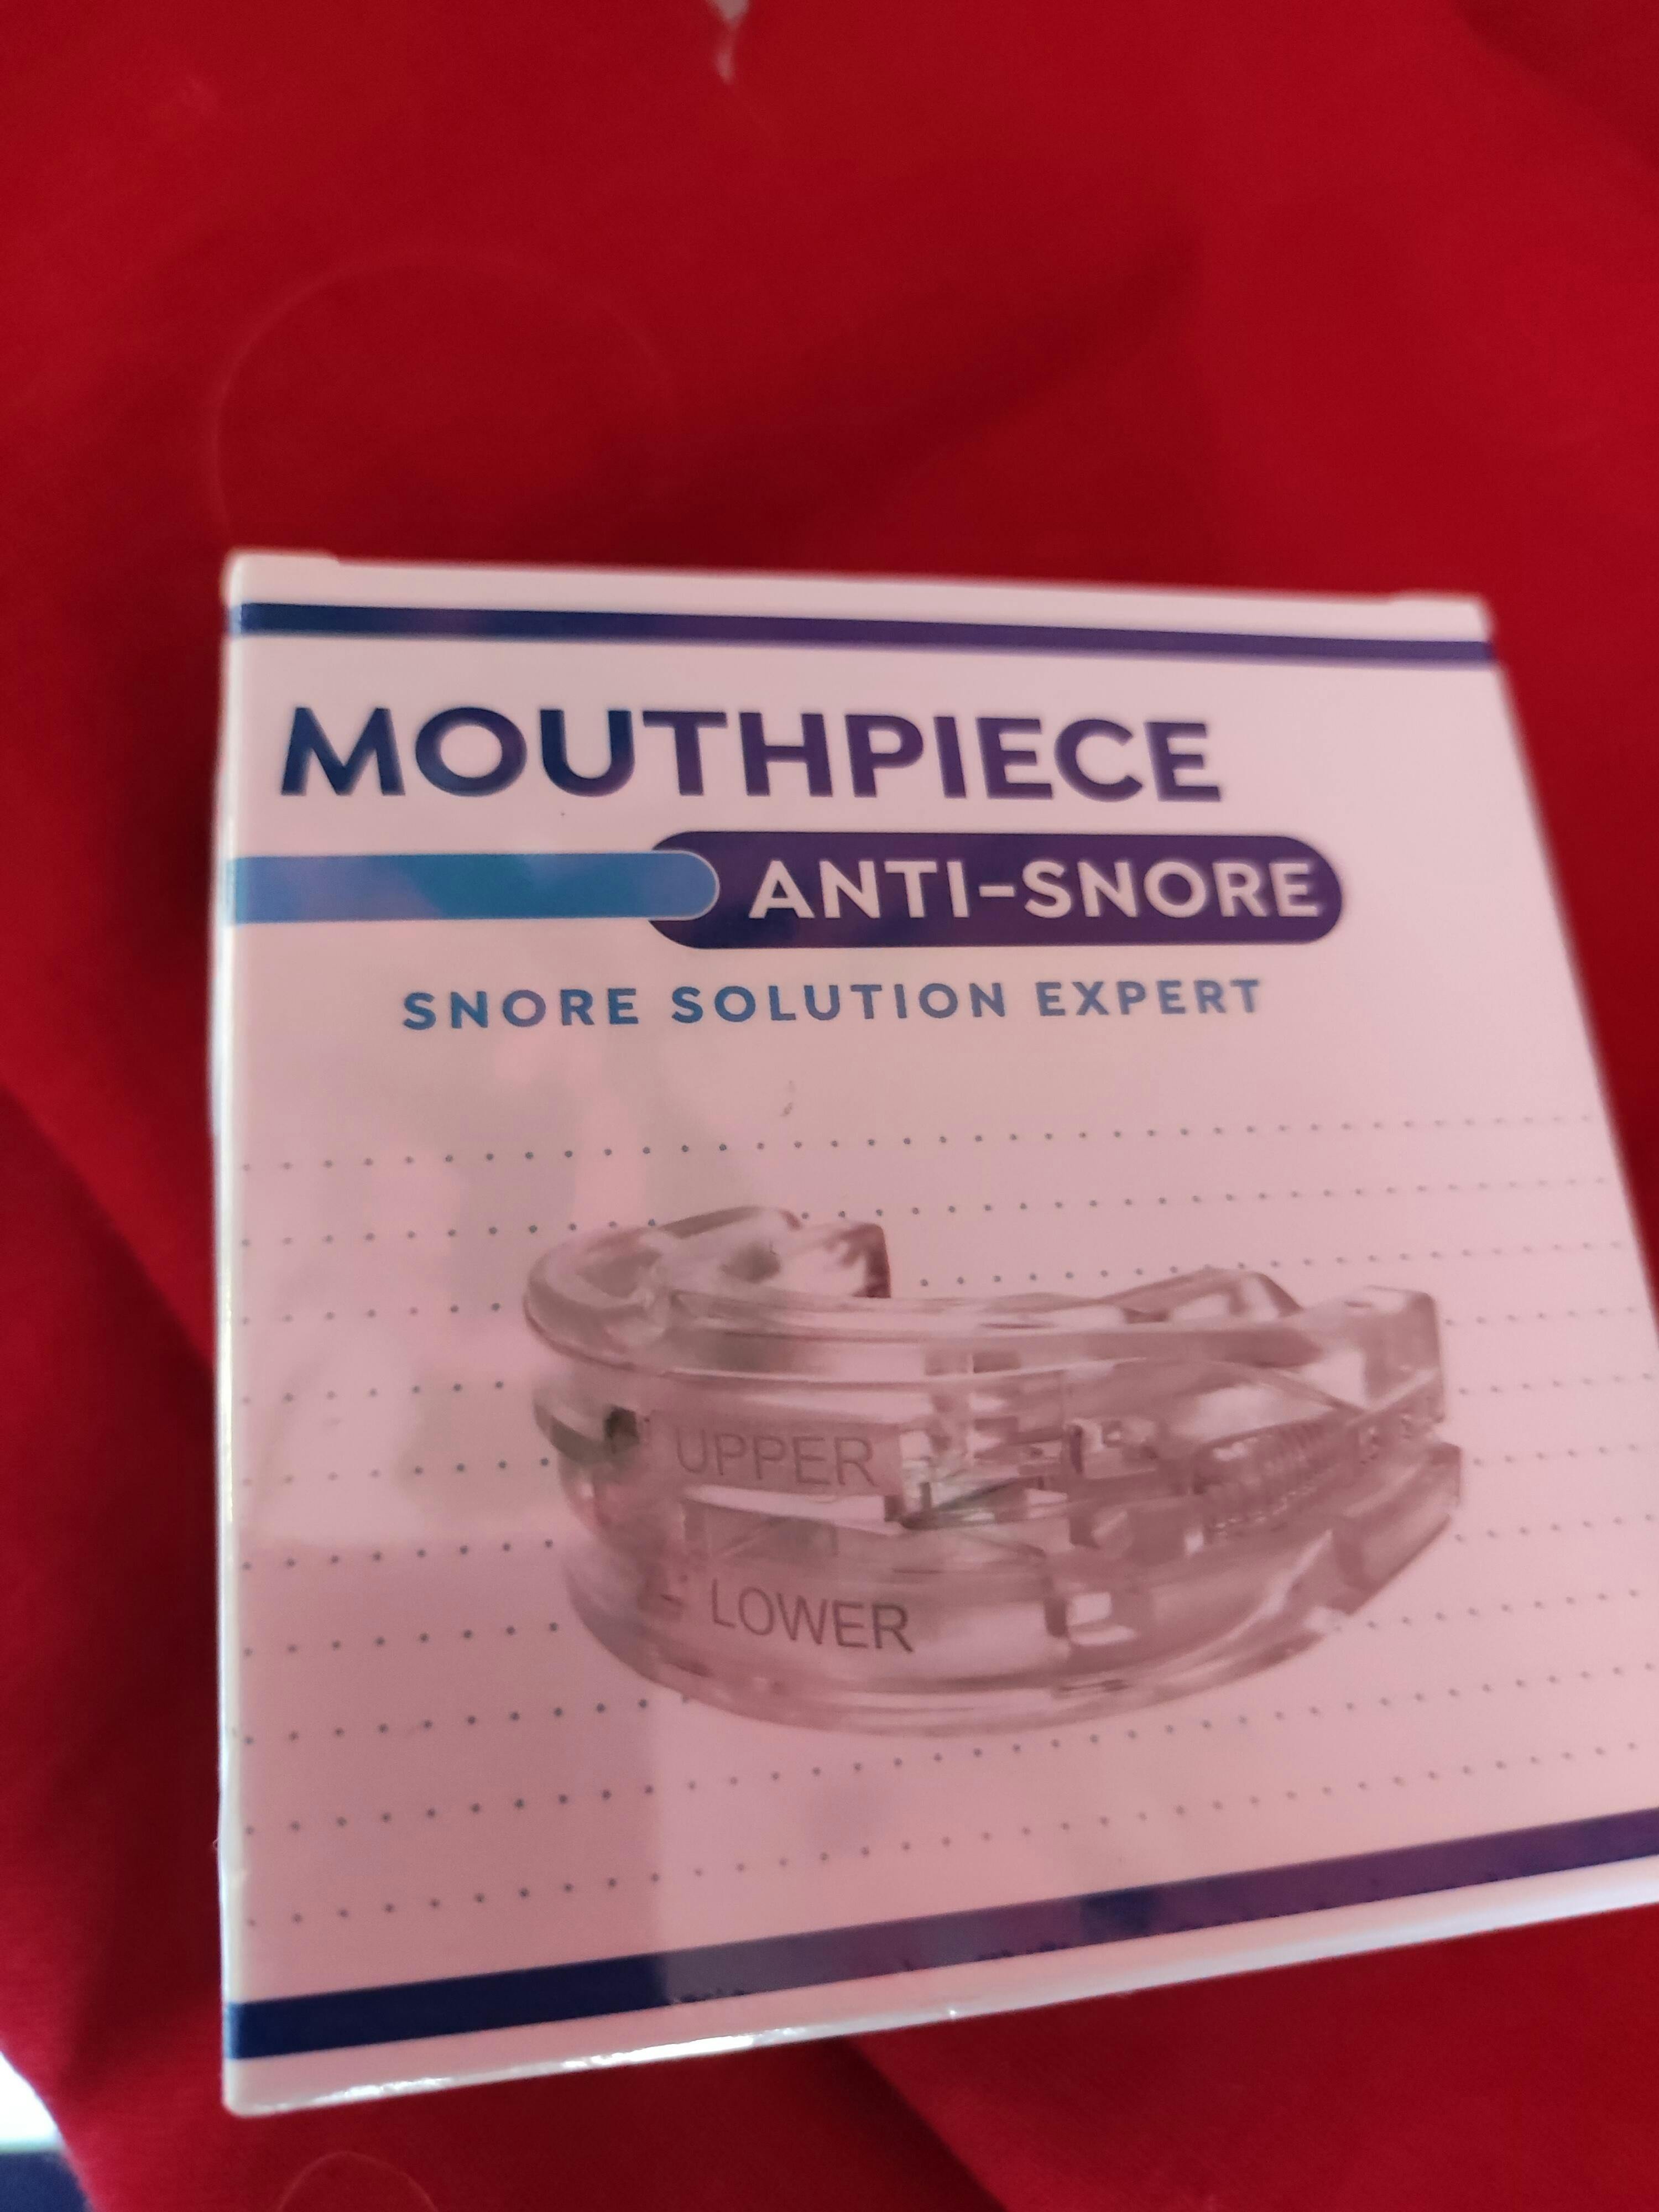 MOUTHPIECE
ANTI-SNORE
SNORE SOLUTION EXPERT
UPPER
LOWER